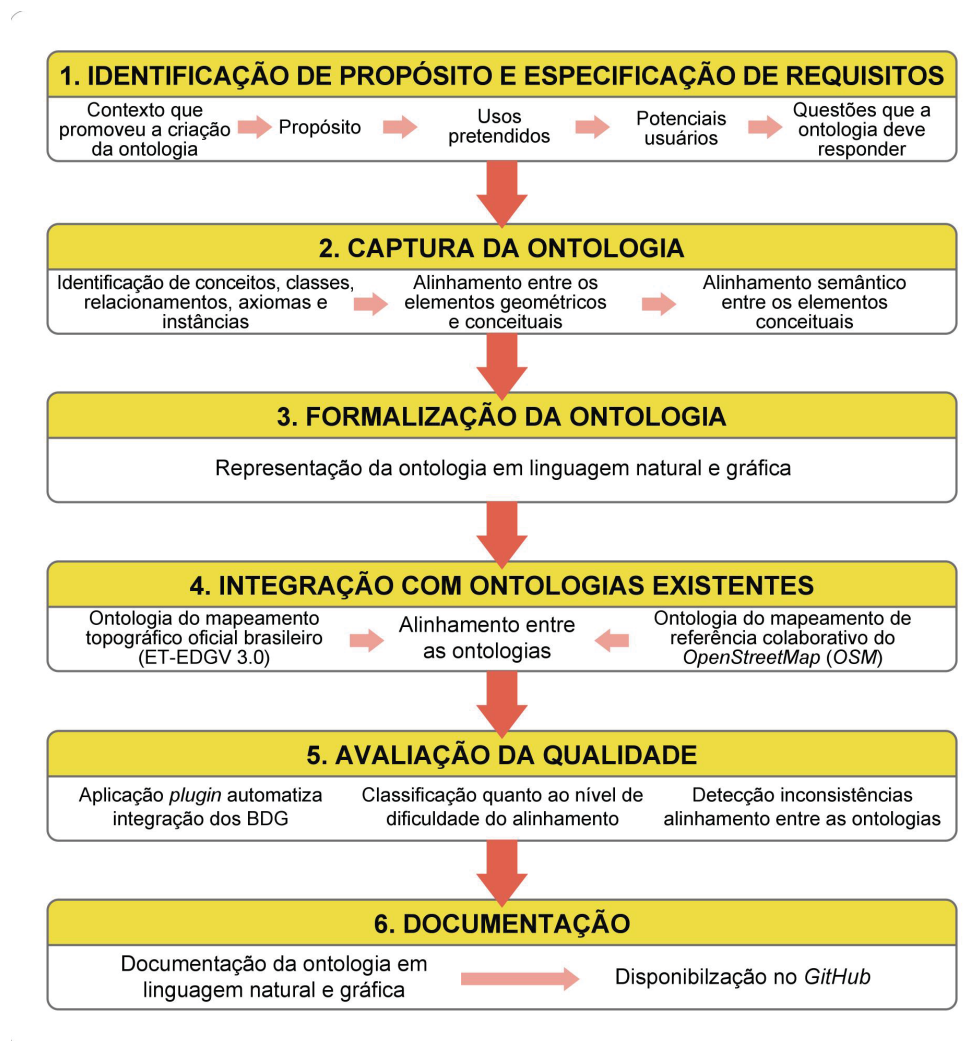 1. IDENTIFICAÇÃO DE PROPÓSITO E ESPECIFICAÇÃO DE REQUISITOS
Contexto que
promoveu a criação
da ontologia
Propósito
Usos
pretendidos
Potenciais
usuários
Questões que a
ontologia deve
responder
2. CAPTURA DA ONTOLOGIA
Identificação de conceitos, classes,
relacionamentos, axiomas e
instâncias
Alinhamento entre os
elementos geométricos
e conceituais
Alinhamento semântico
entre os elementos
conceituais
3. FORMALIZAÇÃO DA ONTOLOGIA
Representação da ontologia em linguagem natural e gráfica
4. INTEGRAÇÃO COM ONTOLOGIAS EXISTENTES
Ontologia do mapeamento
topográfico oficial brasileiro
(ET-EDGV 3.0)
Alinhamento entre
as ontologias
Ontologia do mapeamento de
referência colaborativo do
OpenStreetMap (OSM)
5. AVALIAÇÃO DA QUALIDADE
Aplicação plugin automatiza
integração dos BDG
Classificação quanto ao nível de
dificuldade do alinhamento
Detecção inconsistências
alinhamento entre as ontologias
6. DOCUMENTAÇÃO
Documentação da ontologia em
linguagem natural e gráfica
Disponibilzação no GitHub